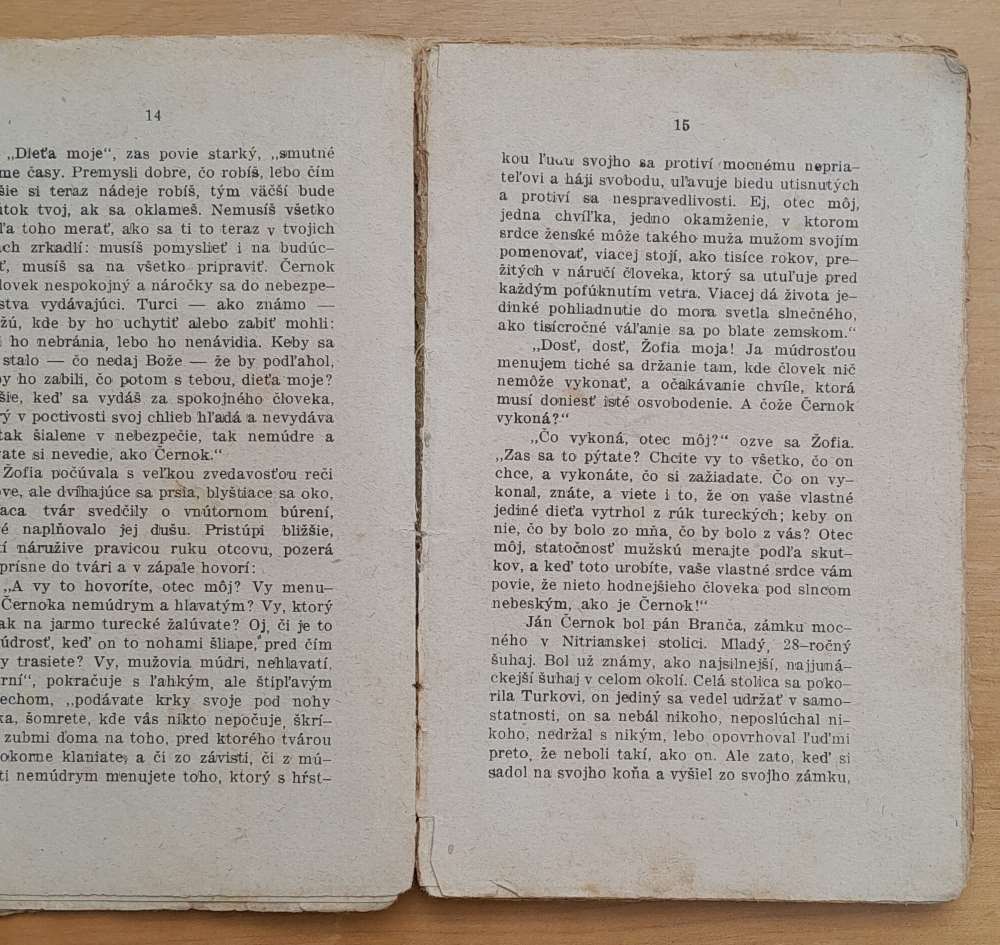 14
„Dieťa moje“, zas povie starký, „smutné
me časy. Premysli dobre, čo robíš, lebo čím
šie si teraz nádeje robíš, tým väčší bude
útok tvoj, ak sa oklameš. Nemusíš všetko
ľa toho merať, ako sa ti to teraz v tvojich
ach zrkadlí: musíš pomyslieť i na budúc-
ť, musíš sa na všetko pripraviť. Černok
lovek nespokojný a náročky sa do nebezpe-
stva vydávajúci. Turci — ako známo —
žú, kde by ho uchytiť alebo zabiť mohli:
i ho nebránia, lebo ho nenávidia. Keby sa
stalo — čo nedaj Bože — že by podľahol,
by ho zabili, čo potom s tebou, dieťa moje?
šie, keď sa vydáš za spokojného človeka,
rý v poctivosti svoj chlieb hľadá a nevydáva
tak šialene v nebezpečie, tak nemúdre a
vate si nevedie, ako Černok.“
Žofia počúvala s veľkou zvedavosťou reči
ove, ale dvíhajúce sa prsia, blyštiace sa oko,
iaca tvár svedčily o vnútornom búrení,
ré naplňovalo jej dušu. Pristúpi bližšie,
tí náružive pravicou ruku otcovu, pozerá
prísne do tvári a v zápale hovorí:
„A vy to hovoríte, otec môj? Vy menu-
Černoka nemúdrym a hlavatým? Vy, ktorý
ak na jarmo turecké žalúvate? Oj, či je to
údrosť, keď on to nohami šliape, pred čím
y trasiete? Vy, mužovia múdri, nehlavatí,
rní“, pokračuje s ľahkým, ale štipľavým
echom, „podávate krky svoje pod nohy
ka, šomrete, kde vás nikto nepočuje, škrí-
zubmi doma na toho, pred ktorého tvárou
okorne klaniate, a či zo závisti, či z mú-
ti nemúdrym menujete toho, ktorý s hŕst-
15
kou ľudu svojho sa protiví mocnému nepria-
teľovi a háji svobodu, uľavuje biedu utisnutých
a protiví sa nespravedlivosti. Ej, otec môj,
jedna chvíľka, jedno okamženie, v ktorom
srdce ženské môže takého muža mužom svojím
pomenovať, viacej stojí, ako tisíce rokov, pre-
žitých v náručí človeka, ktorý sa utuľuje pred
každým pofúknutím vetra. Viacej dá života je-
dinké pohliadnutie do mora svetla slnečného,
ako tisícročné váľanie sa po blate zemskom.“
„Dosť, dosť, Žofia moja! Ja múdrosťou
menujem tiché sa držanie tam, kde človek nič
nemôže vykonať, a očakávanie chvíle, ktorá
musí doniesť isté osvobodenie. A čože Černok
vykoná?“
„Čo vykoná, otec môj?“ ozve sa Žofia.
„Zas sa to pýtate? Chcite vy to všetko, čo on
chce, a vykonáte, čo si zažiadate. Čo on vy-
konal, znáte, a viete i to, že on vaše vlastné
jediné dieťa vytrhol z rúk tureckých; keby on
nie, čo by bolo zo mňa, čo by bolo z vás? Otec
môj, statočnosť mužskú merajte podľa skut-
kov, a keď toto urobíte, vaše vlastné srdce vám
povie, že nieto hodnejšieho človeka pod slncom
nebeským, ako je Černok!“
Ján Černok bol pán Branča, zámku moc-
ného v Nitrianskej stolici. Mladý, 28-ročný
šuhaj. Bol už známy, ako najsilnejší, najjuná-
ckejší šuhaj v celom okolí. Celá stolica sa poko-
rila Turkovi, on jediný sa vedel udržať v samo-
statnosti, on sa nebál nikoho, neposlúchal ni-
koho, nedržal s nikým, lebo opovrhoval ľuďmi
preto, že neboli takí, ako on. Ale zato, keď si
sadol na svojho koňa a vyšiel zo svojho zámku,